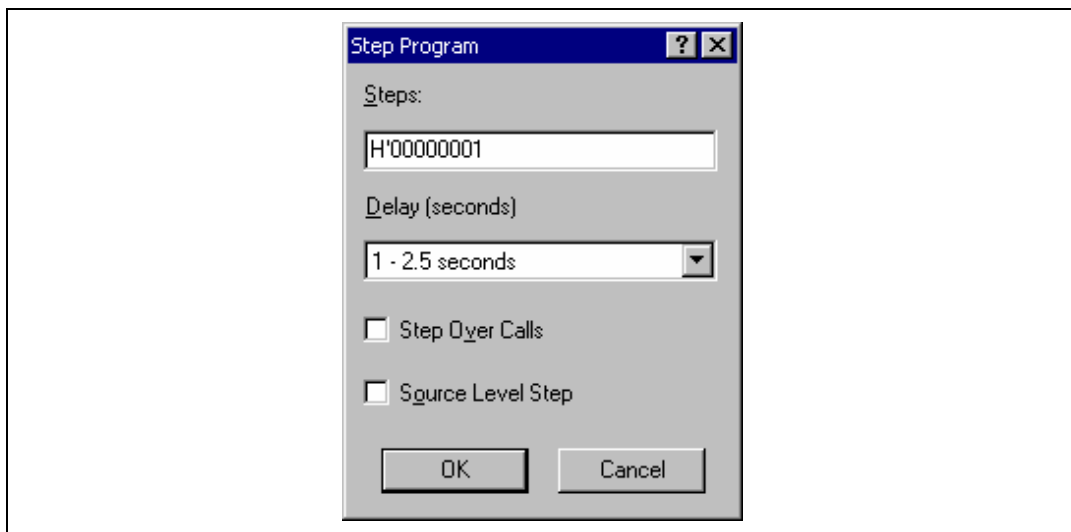 Step Program
Steps:
H'00000001
Delay (seconds)
1 - 2.5 seconds
Step Over Calls
Source Level Step
OK Cancel